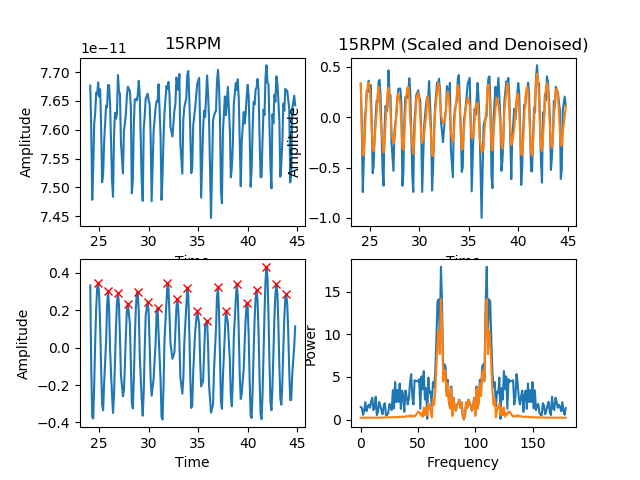 15RPM
1e−11
7.70
7.65
7.60
7.55
7.50
7.45
Amplitude
25 30 35 40 45
Time
15RPM (Scaled and Denoised)
0.5
0.0
−0.5
−1.0
Amplitude
25 30 35 40 45
Time
0.4
0.2
0.0
−0.2
−0.4
Amplitude
25 30 35 40 45
Time
15
10
5
0
Power
0 50 100 150
Frequency